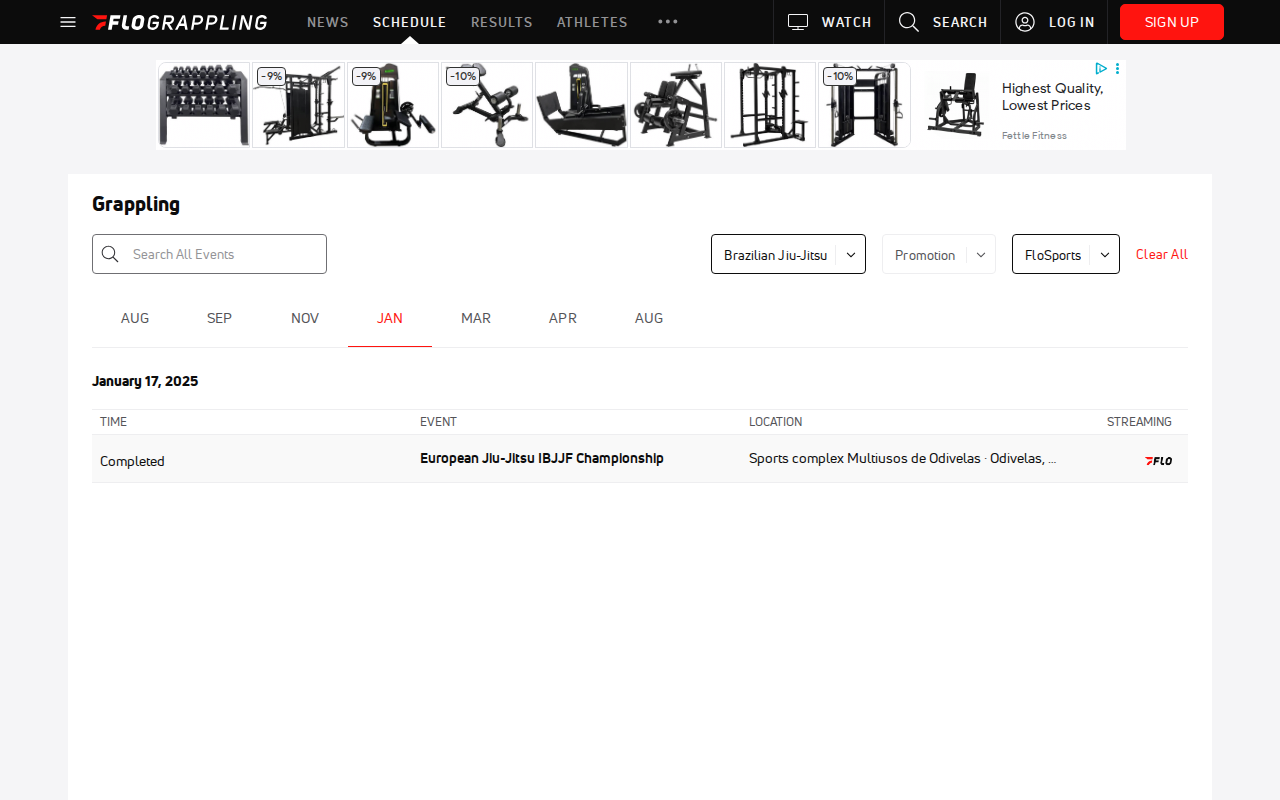 FLOGRAPPLING NEWS SCHEDULE RESULTS ATHLETES WATCH SEARCH LOG IN SIGN UP
-9% -9% -10% -10%
Highest Quality,
Lowest Prices
Fettle Fitness
Grappling
Search All Events Brazilian Jiu-Jitsu Promotion FloSports Clear All
AUG SEP NOV JAN MAR APR AUG
January 17, 2025
TIME EVENT LOCATION STREAMING
Completed European Jiu-Jitsu IBJJF Championship Sports complex Multiusos de Odivelas · Odivelas, ... FLO